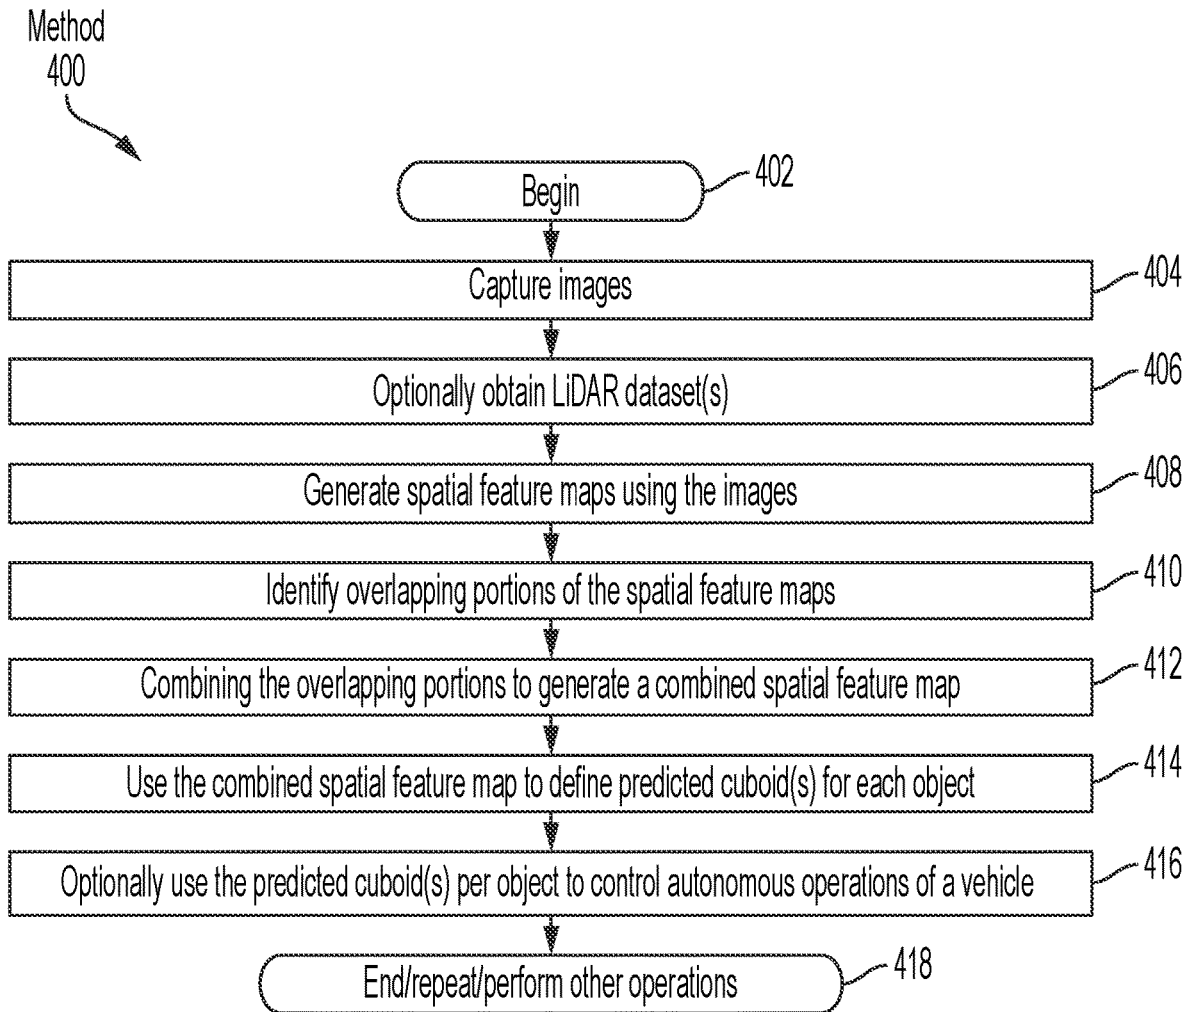 Method
400
Begin
402
Capture images
404
Optionally obtain LiDAR dataset(s)
406
Generate spatial feature maps using the images
408
Identify overlapping portions of the spatial feature maps
410
Combining the overlapping portions to generate a combined spatial feature map
412
Use the combined spatial feature map to define predicted cuboid(s) for each object
414
Optionally use the predicted cuboid(s) per object to control autonomous operations of a vehicle
416
End/repeat/perform other operations
418